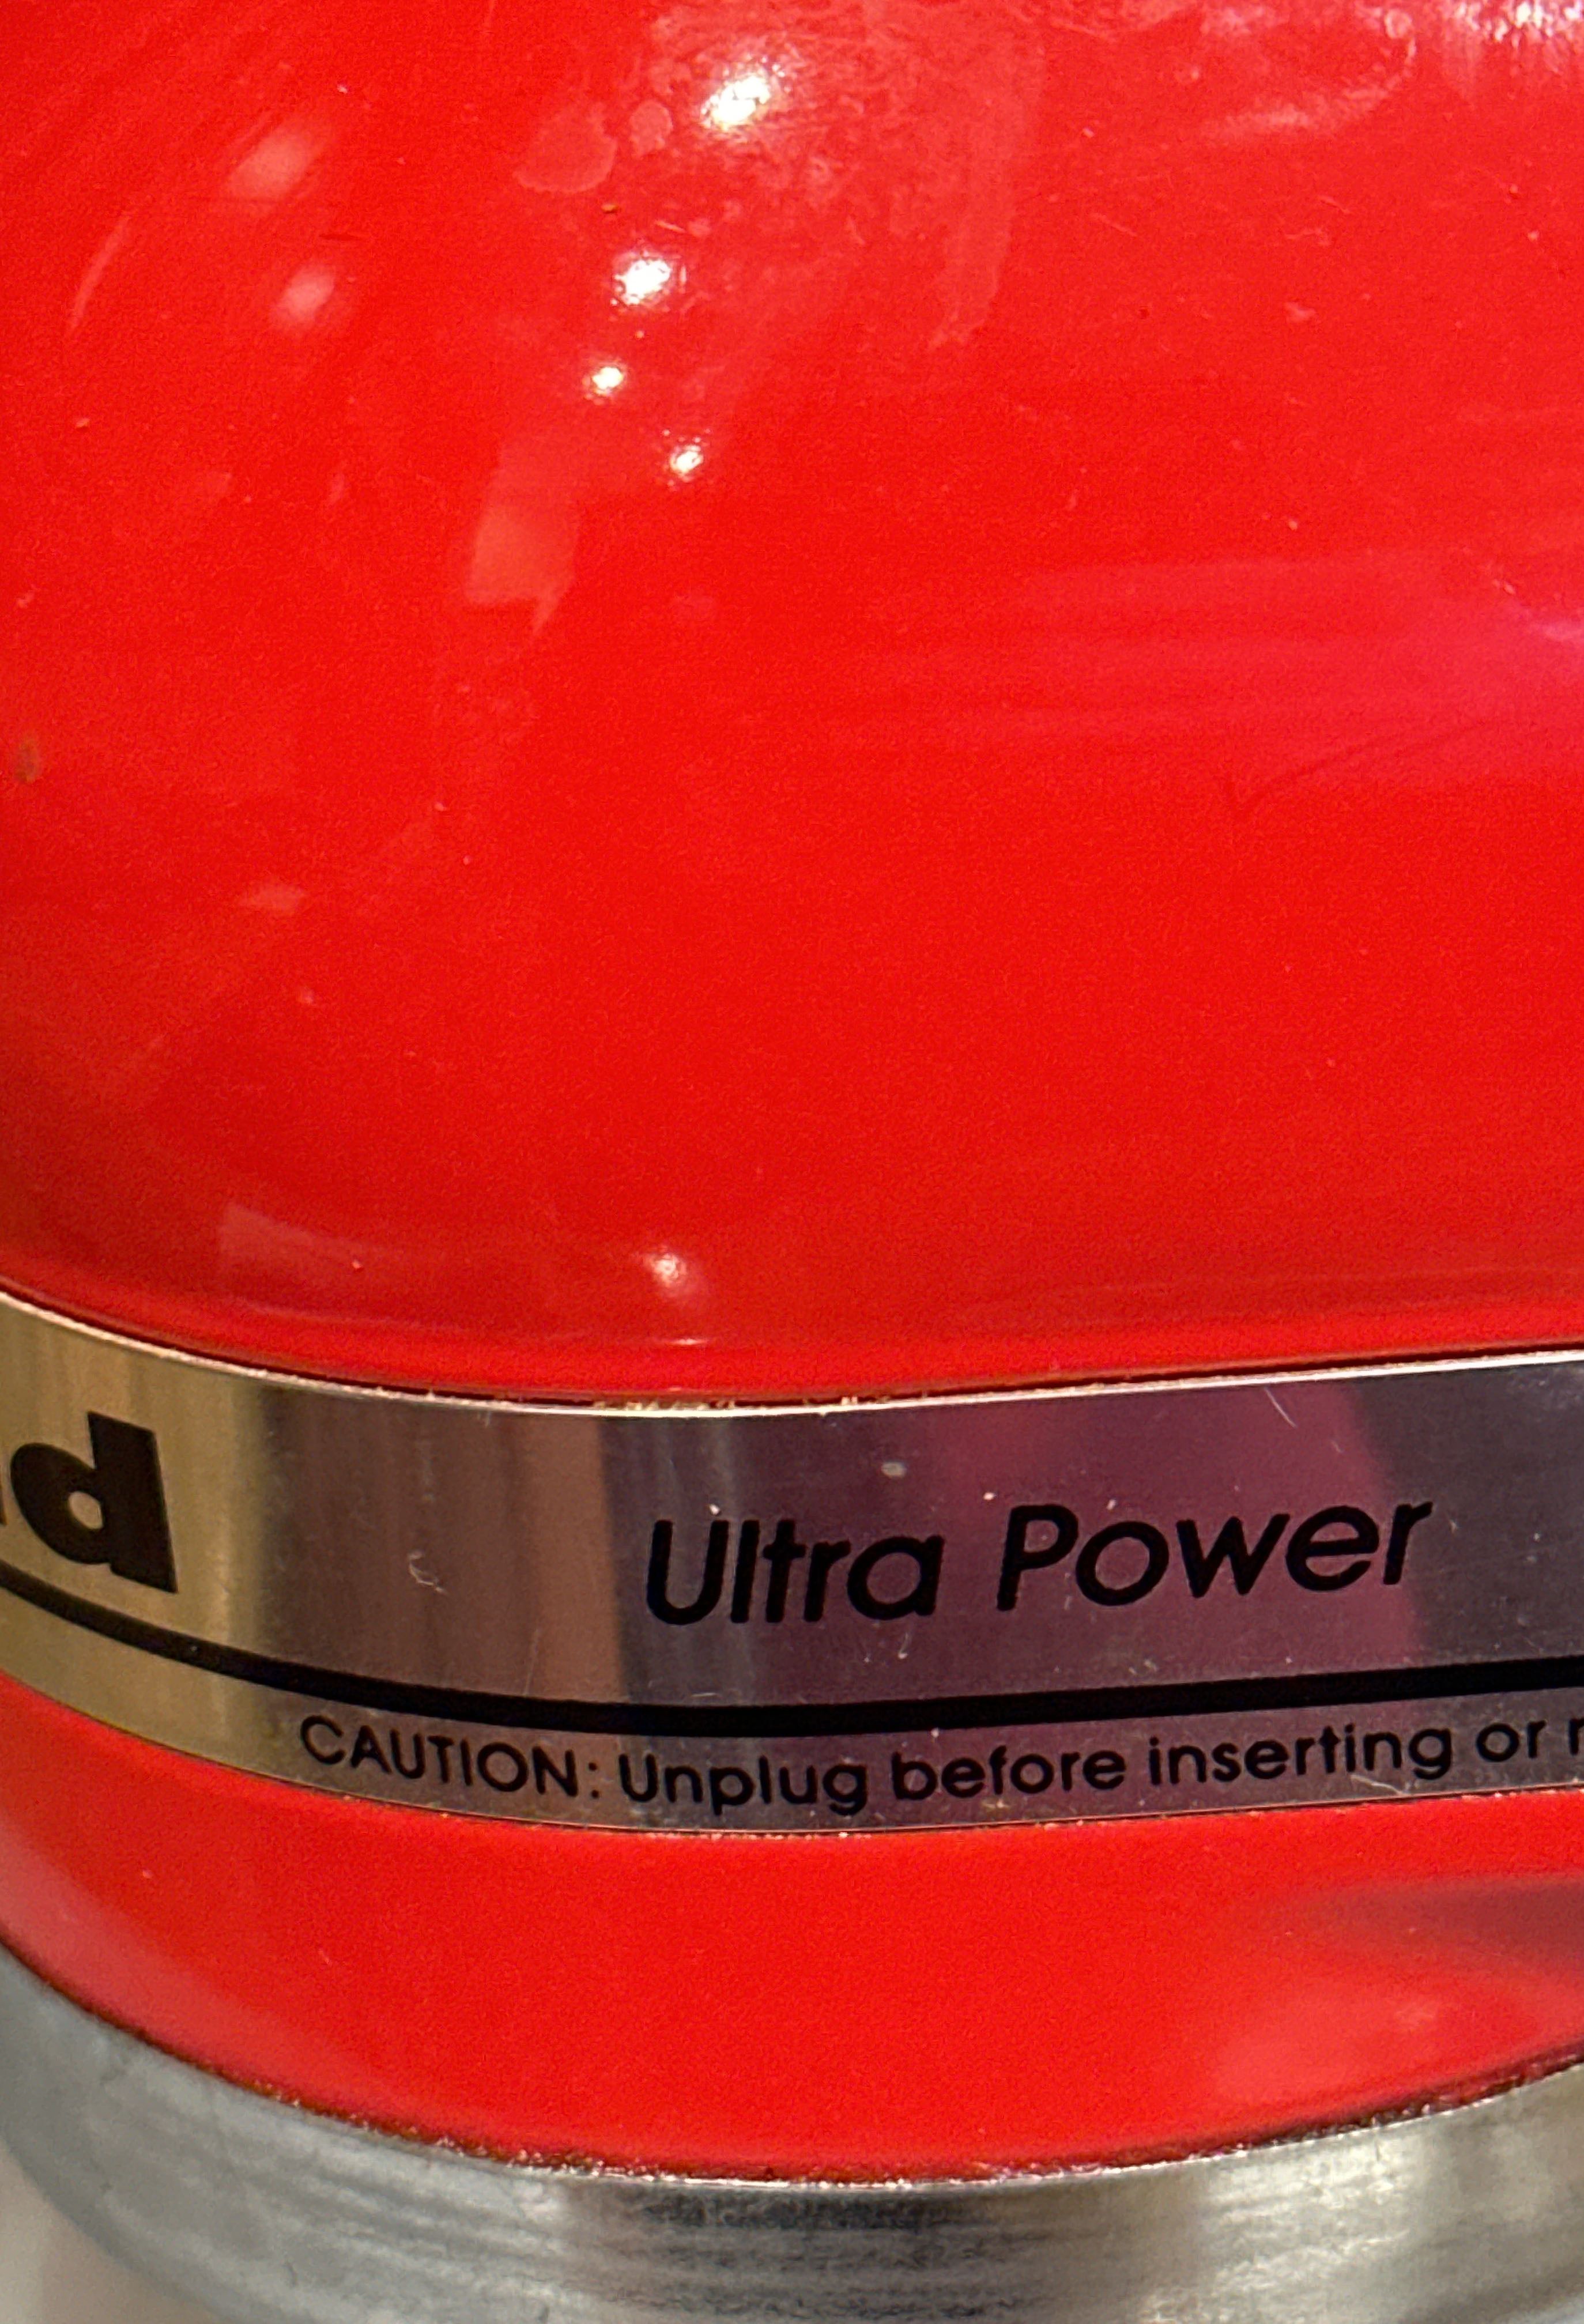 d
Ultra Power
CAUTION: Unplug before inserting or